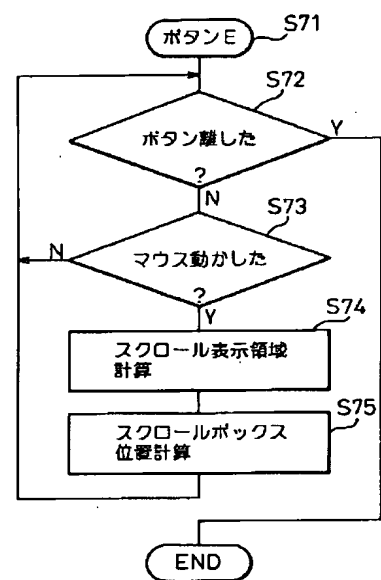 ボタンE
S71
S72
ボタン離した
?
Y
N
S73
マウス動かした
?
N
Y
S74
スクロール表示領域
計算
S75
スクロールボックス
位置計算
END